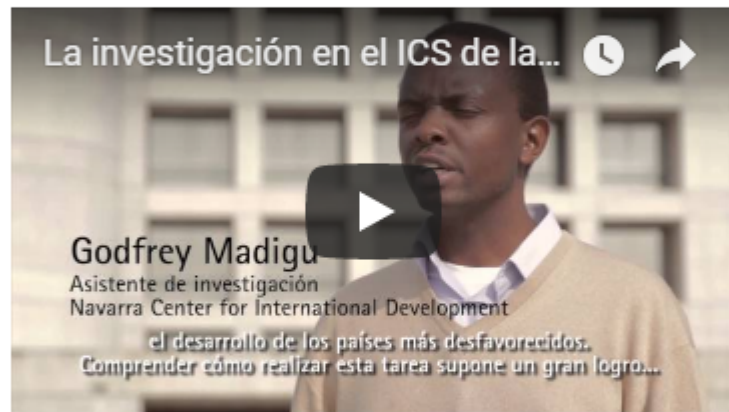 La investigación en el ICS de la...
Godfrey Madigu
Asistente de investigación
Navarra Center for International Development
el desarrollo de los países más desfavorecidos.
Comprender cómo realizar esta tarea supone un gran logro...